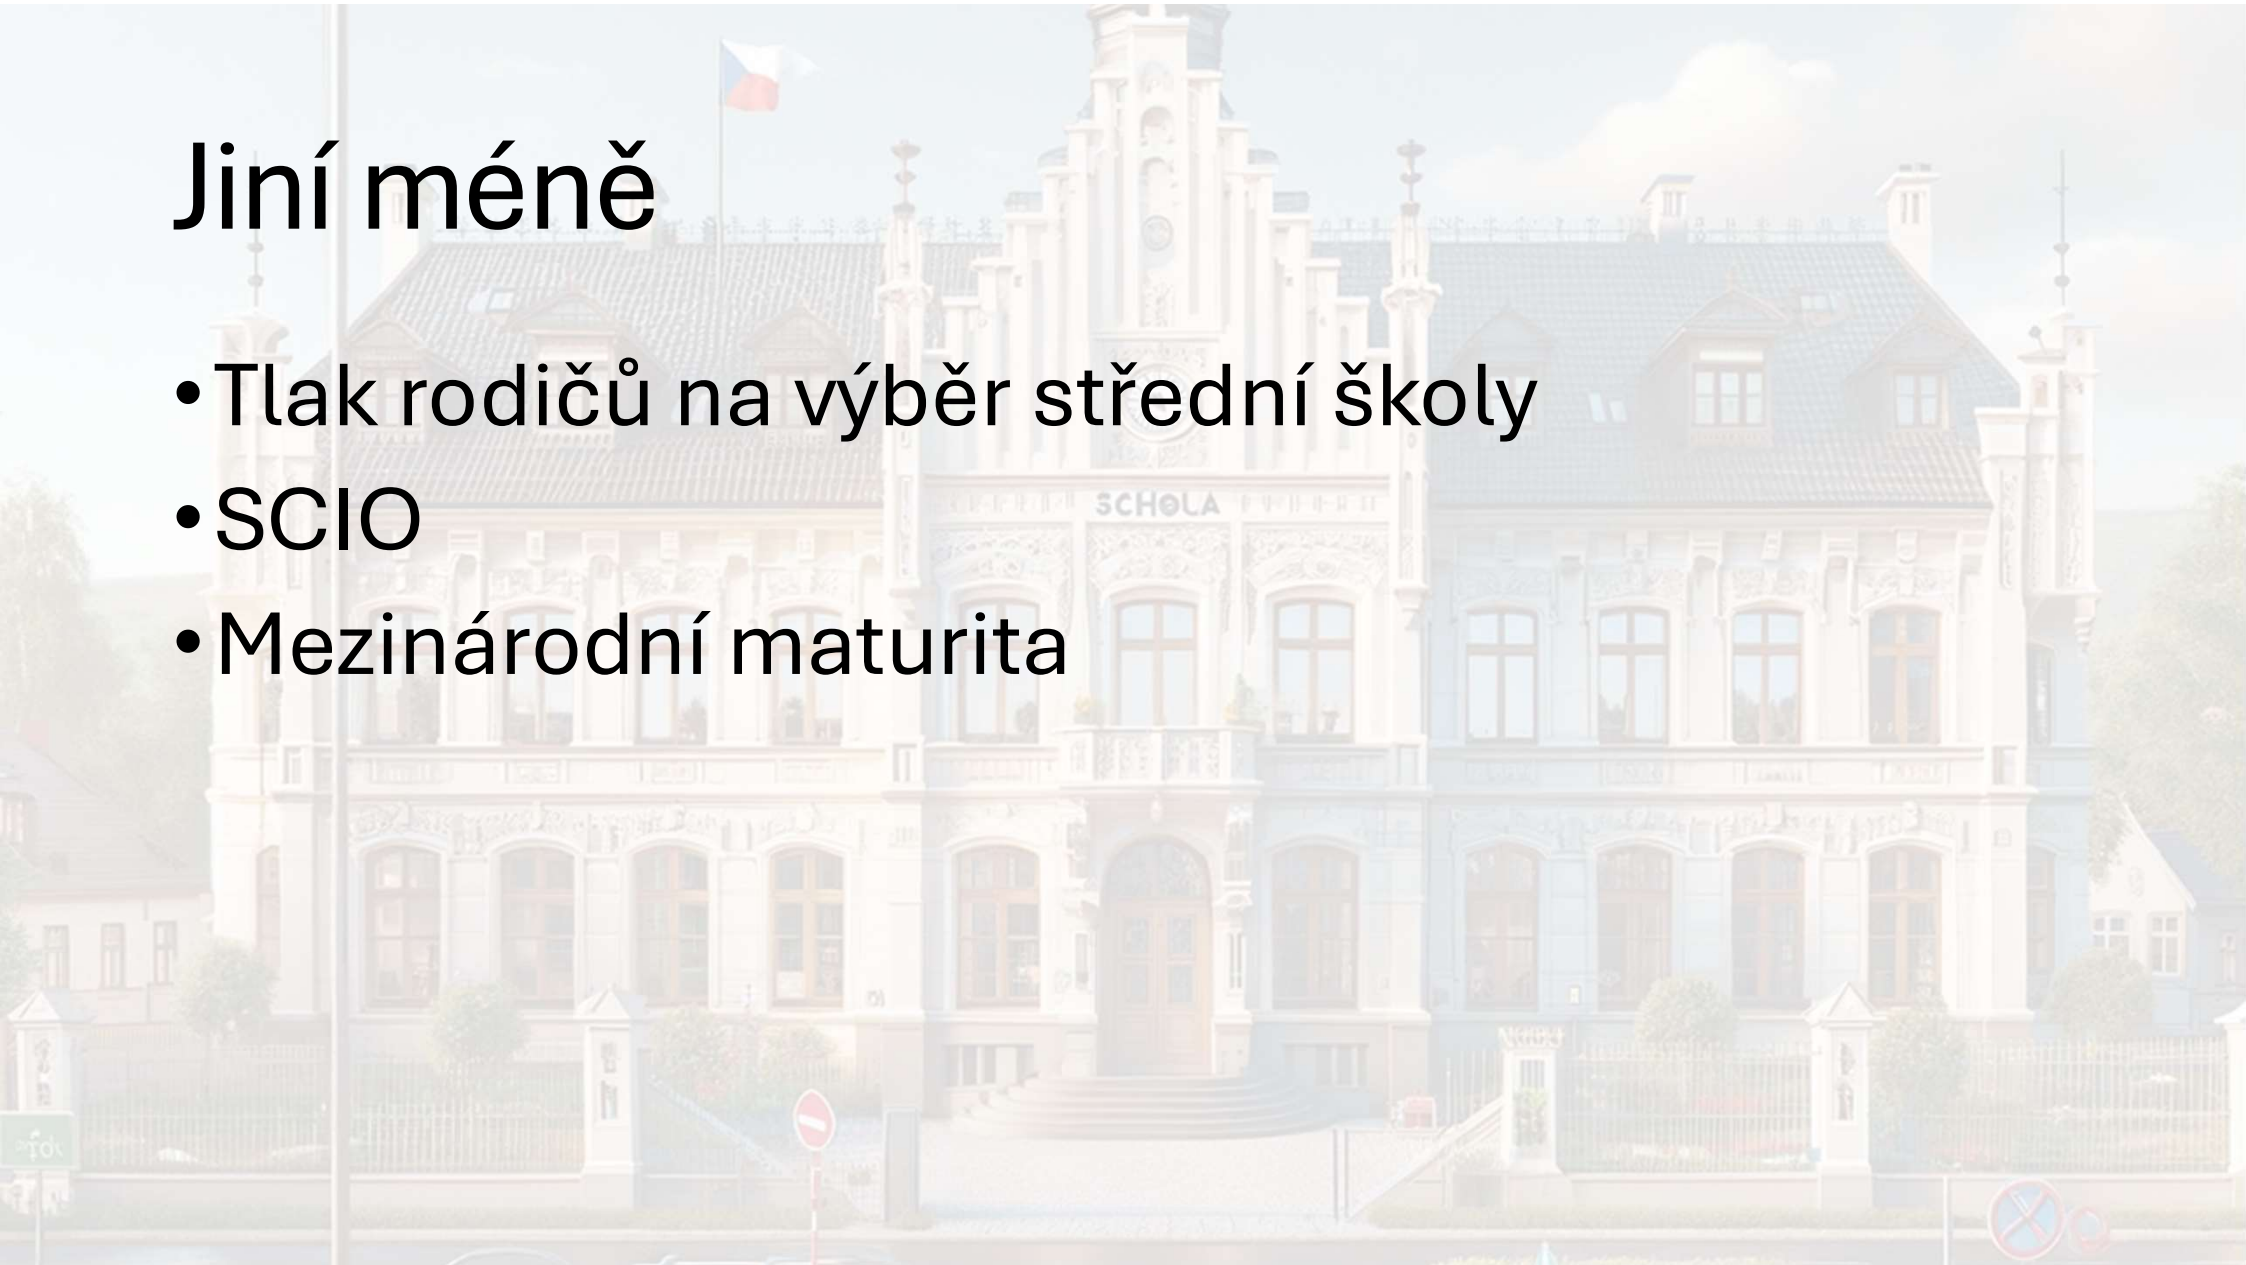 Jiní méně
• Tlak rodičů na výběr střední školy
• SCIO
• Mezinárodní maturita
SCHOLA